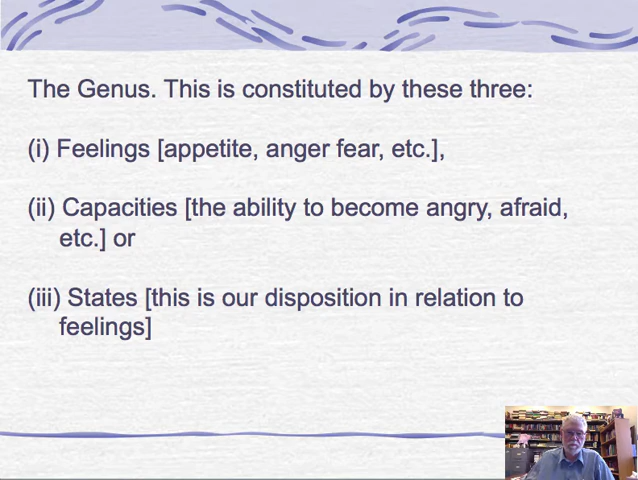 The Genus. This is constituted by these three:
(i) Feelings [appetite, anger fear, etc.],
(ii) Capacities [the ability to become angry, afraid,
etc.] or
(iii) States [this is our disposition in relation to
feelings]